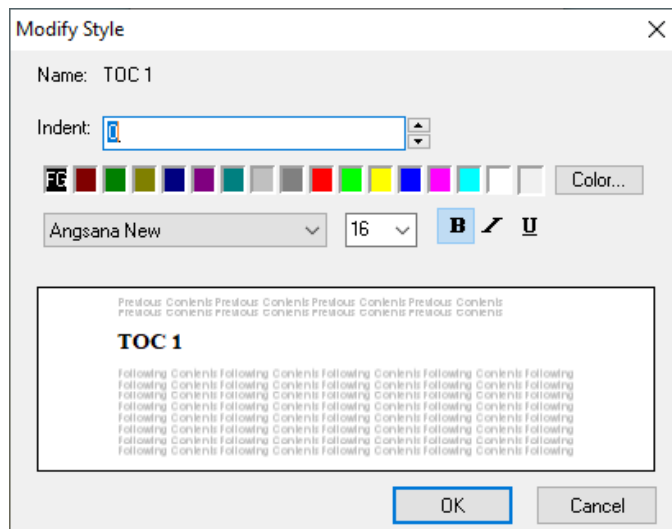 Modify Style
Name: TOC 1
Indent: 0
FG Color...
Angsana New 16 B I U
Previous Contents Previous Contents Previous Contents Previous Contents
Previous Contents Previous Contents Previous Contents Previous Contents
TOC 1
Following Contents Following Contents Following Contents Following Contents Following
Following Contents Following Contents Following Contents Following Contents Following
Following Contents Following Contents Following Contents Following Contents Following
Following Contents Following Contents Following Contents Following Contents Following
Following Contents Following Contents Following Contents Following Contents Following
Following Contents Following Contents Following Contents Following Contents Following
Following Contents Following Contents Following Contents Following Contents Following
Following Contents Following Contents Following Contents Following Contents Following
OK Cancel